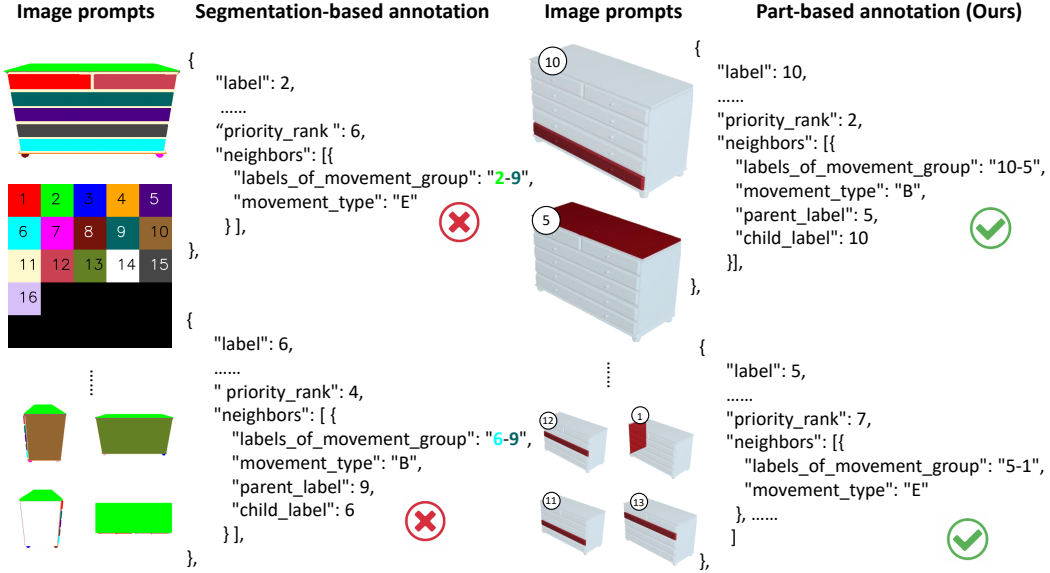 Image prompts
Segmentation-based annotation
Image prompts
Part-based annotation (Ours)
1 2 3 4 5
6 7 8 9 10
11 12 13 14 15
16
{
"label": 2,
......
“priority_rank ": 6,
"neighbors": [{
"labels_of_movement_group": "2-9",
"movement_type": "E"
} ],
},
{
"label": 6,
......
" priority_rank": 4,
"neighbors": [ {
"labels_of_movement_group": "6-9",
"movement_type": "B",
"parent_label": 9,
"child_label": 6
} ],
},
10
5
12
1
11
13
{
"label": 10,
......
"priority_rank": 2,
"neighbors": [{
"labels_of_movement_group": "10-5",
"movement_type": "B",
"parent_label": 5,
"child_label": 10
}],
},
{
"label": 5,
......
"priority_rank": 7,
"neighbors": [{
"labels_of_movement_group": "5-1",
"movement_type": "E"
}, ......
]
},